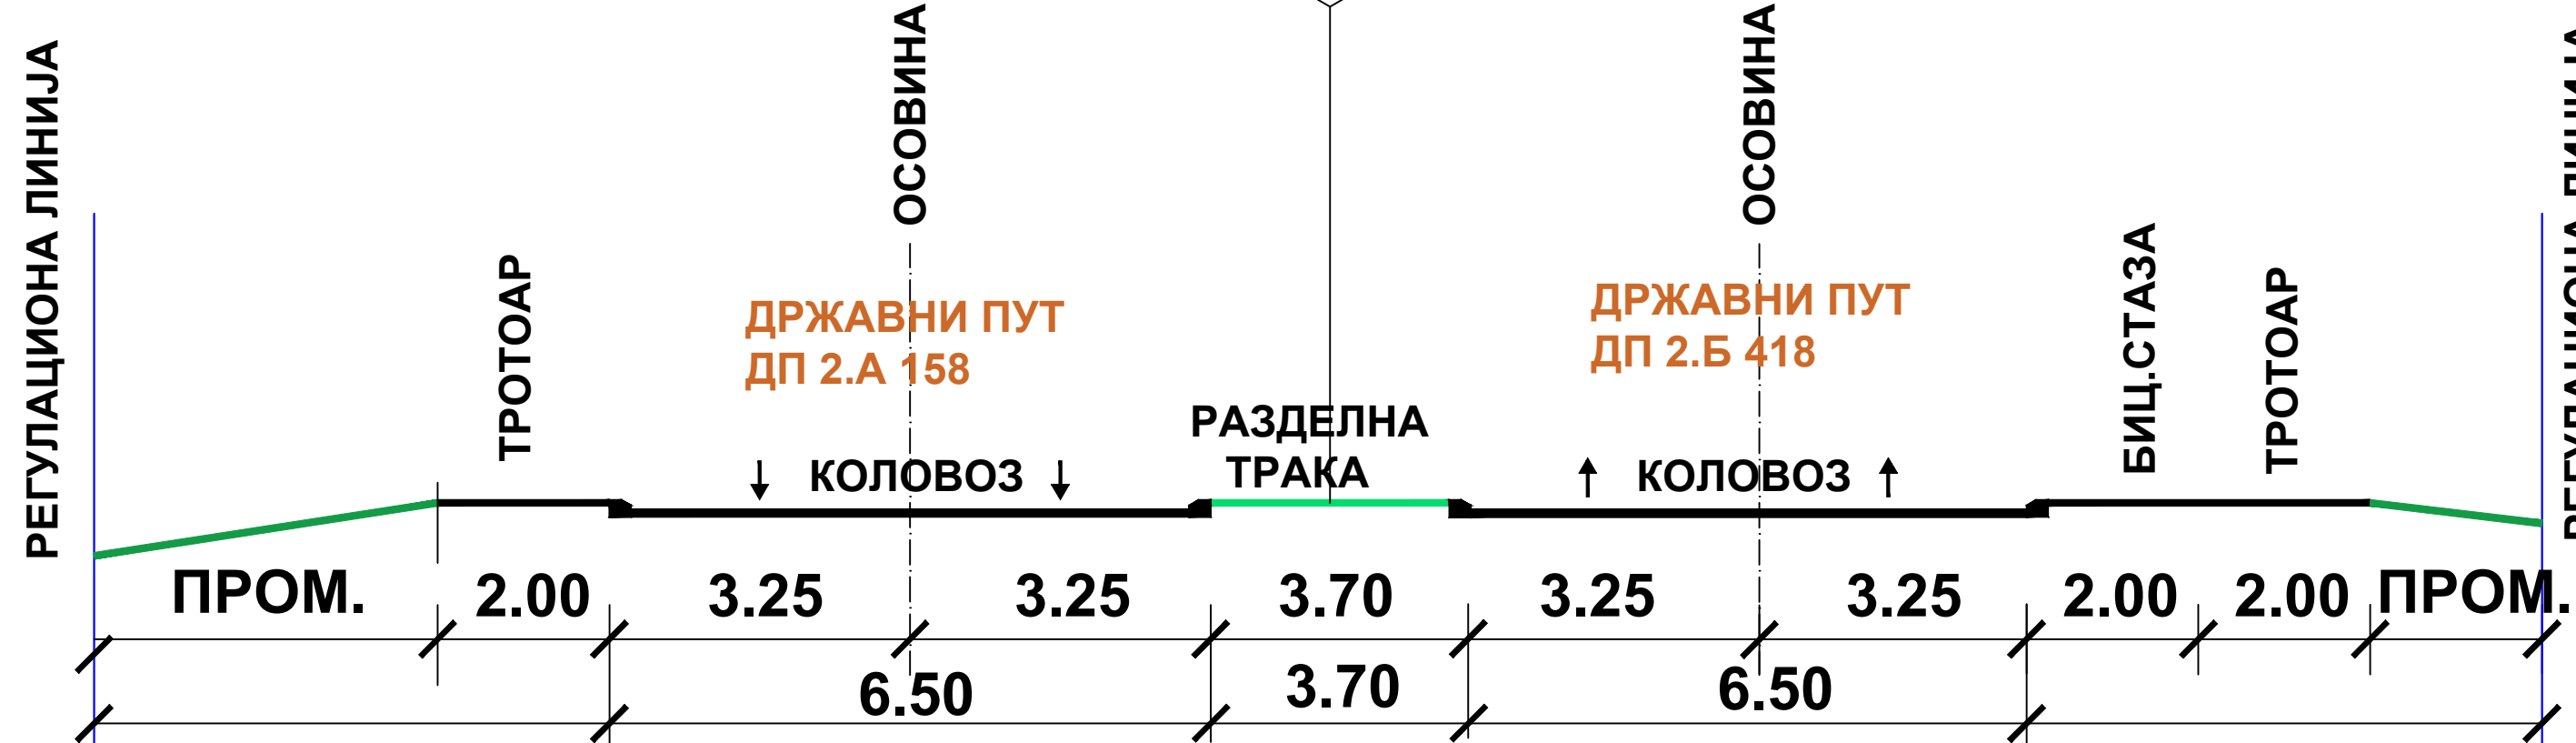 РЕГУЛАЦИОНА ЛИНИЈА
ТРОТОАР
ОСОВИНА
ДРЖАВНИ ПУТ
ДП 2.А 158
КОЛОВОЗ
РАЗДЕЛНА
ТРАКА
ОСОВИНА
ДРЖАВНИ ПУТ
ДП 2.Б 418
КОЛОВОЗ
БИЦ.СТАЗА
ТРОТОАР
РЕГУЛАЦИОНА ЛИНИЈА
ПРОМ. 2.00 3.25 3.25 3.70 3.25 3.25 2.00 2.00 ПРОМ.
6.50 3.70 6.50